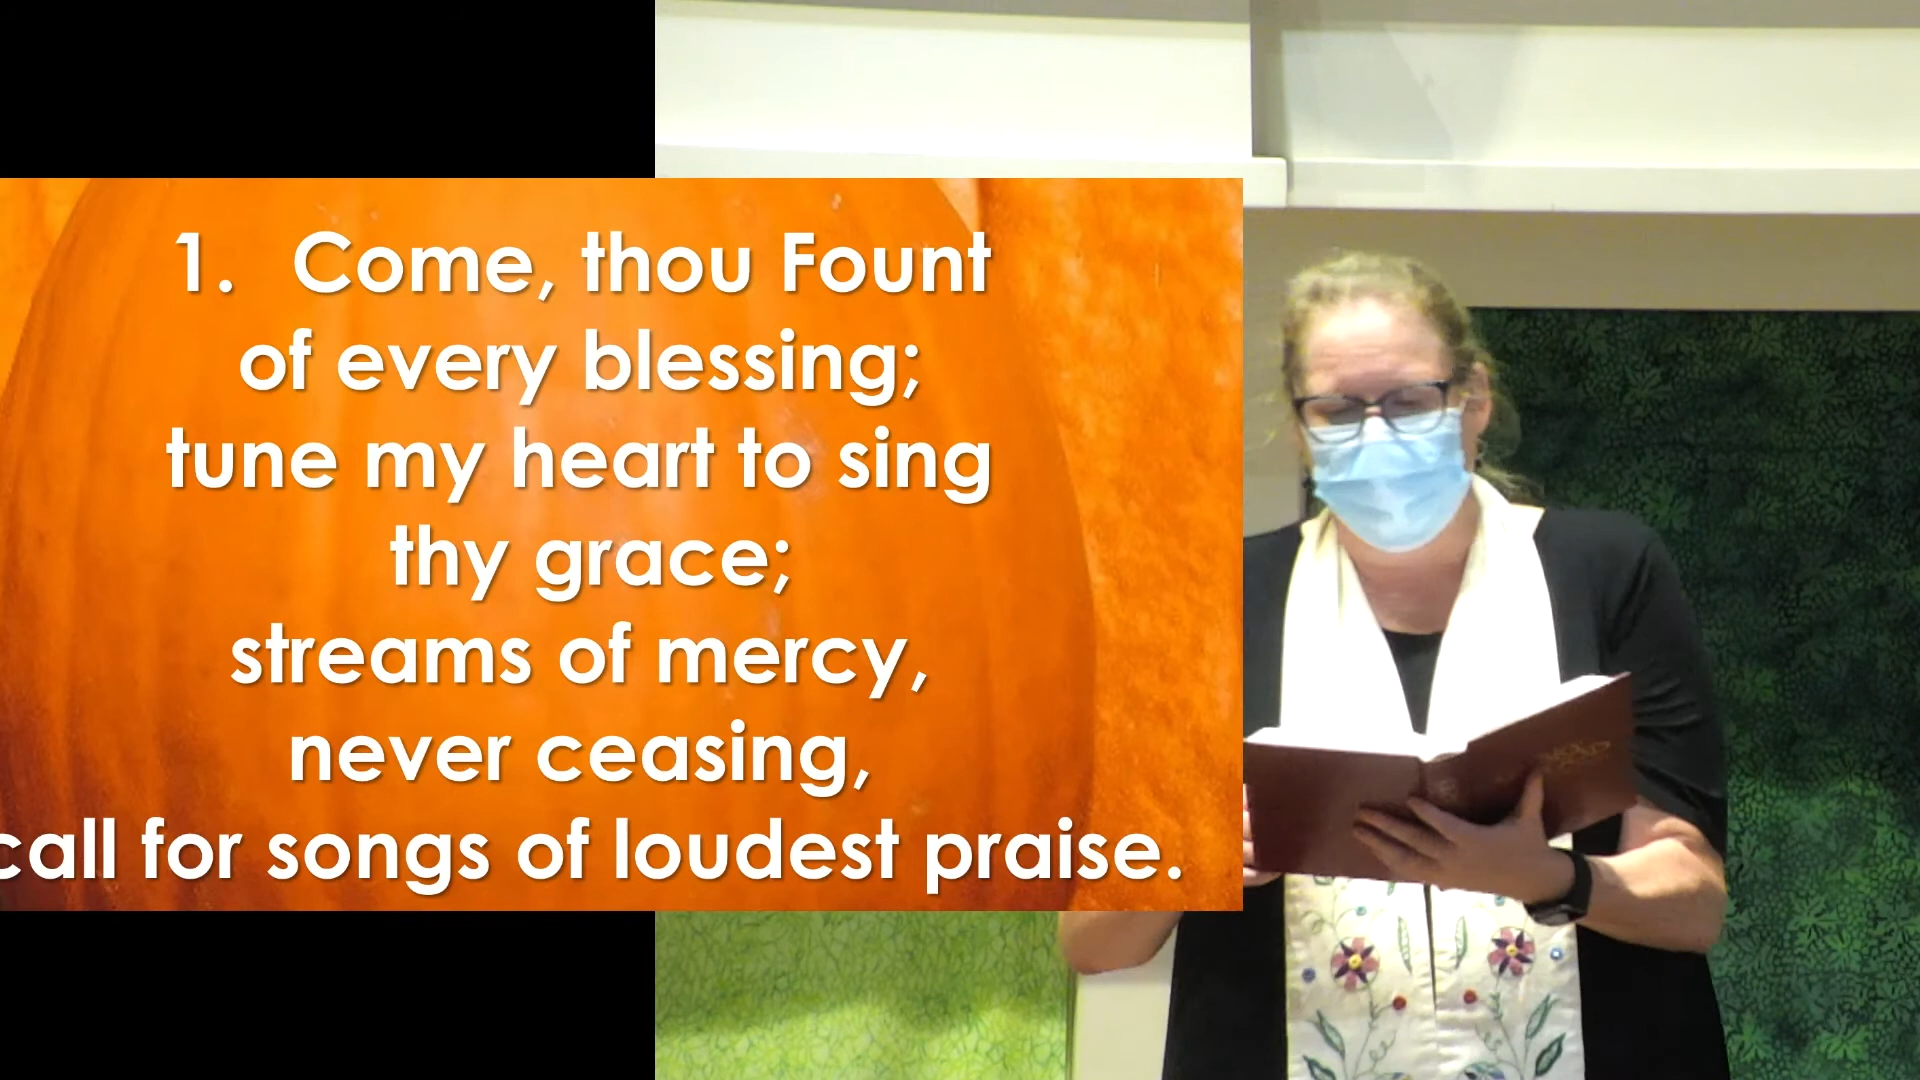 1. Come, thou Fount
of every blessing;
tune my heart to sing
thy grace;
streams of mercy,
never ceasing,
call for songs of loudest praise.